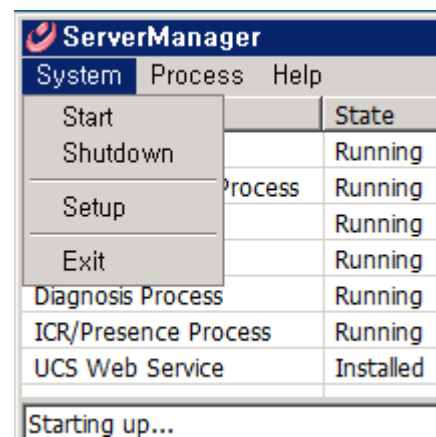 ServerManager
System Process Help
State
Start
Shutdown
Setup
Exit
Running
Process Running
Running
Running
Diagnosis Process Running
ICR/Presence Process Running
UCS Web Service Installed
Starting up...